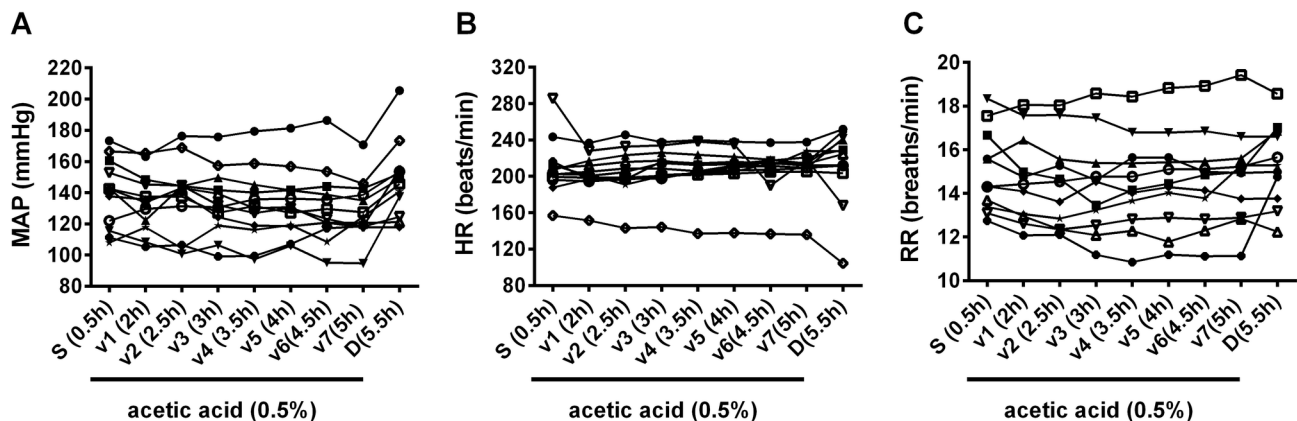 A
MAP (mmHg)
220
200
180
160
140
120
100
80
S (0.5h)
v1 (2h)
v2 (2.5h)
v3 (3h)
v4 (3.5h)
v5 (4h)
v6(4.5h)
v7(5h)
D(5.5h)
acetic acid (0.5%)
B
HR (beats/min)
320
280
240
200
160
120
80
S (0.5h)
v1 (2h)
v2 (2.5h)
v3 (3h)
v4 (3.5h)
v5 (4h)
v6(4.5h)
v7(5h)
D(5.5h)
acetic acid (0.5%)
C
RR (breaths/min)
20
18
16
14
12
10
S (0.5h)
v1 (2h)
v2 (2.5h)
v3 (3h)
v4 (3.5h)
v5 (4h)
v6(4.5h)
v7(5h)
D(5.5h)
acetic acid (0.5%)